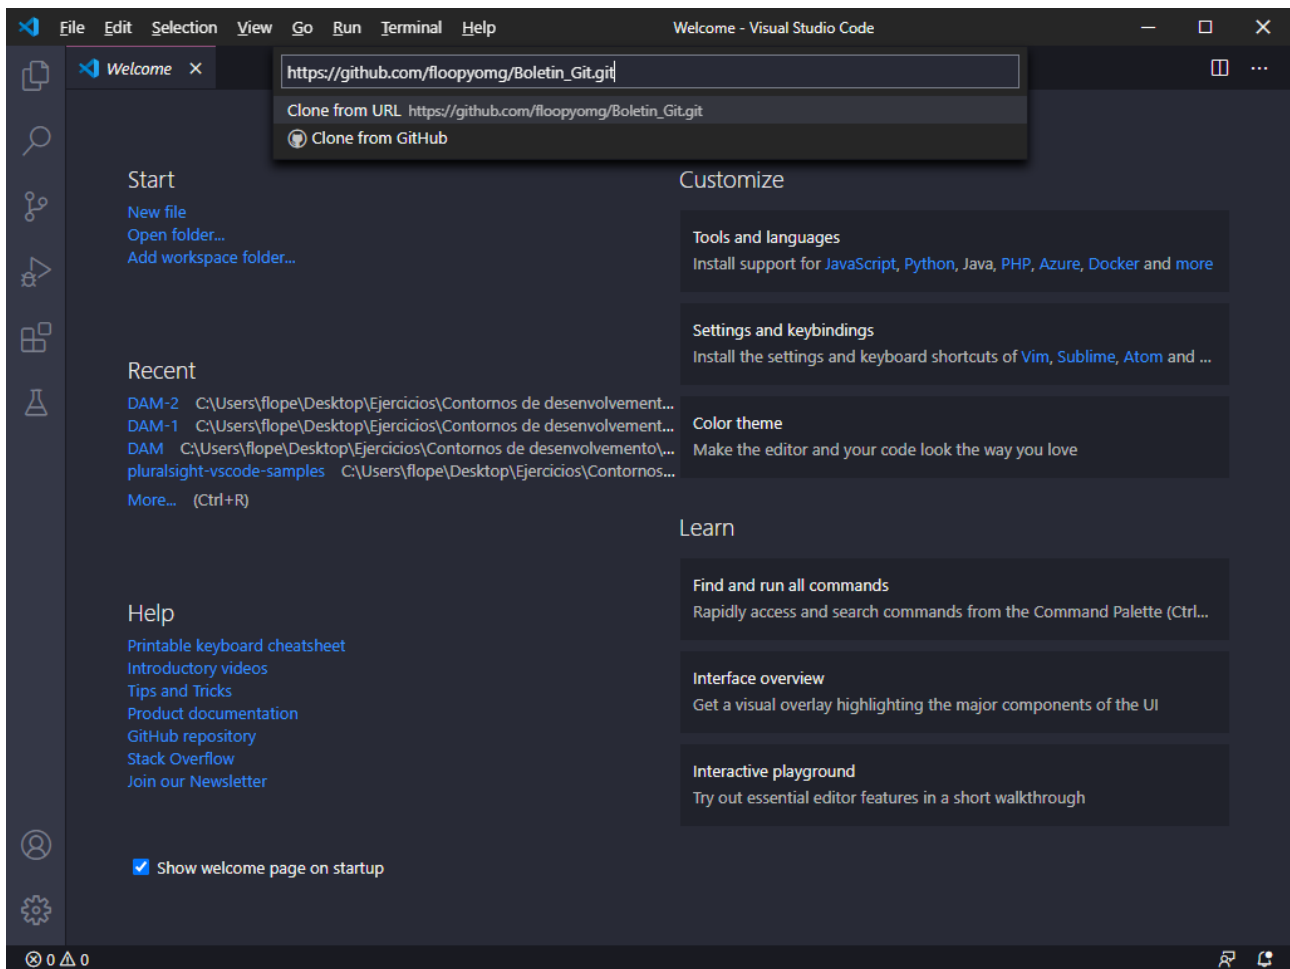 File Edit Selection View Go Run Terminal Help Welcome - Visual Studio Code
Welcome
https://github.com/floopyomg/Boletin_Git.git
Clone from URL https://github.com/floopyomg/Boletin_Git.git
Clone from GitHub
Start
New file
Open folder...
Add workspace folder...
Recent
DAM-2 C:\Users\flope\Desktop\Ejercicios\Contornos de desenvolvement...
DAM-1 C:\Users\flope\Desktop\Ejercicios\Contornos de desenvolvement...
DAM C:\Users\flope\Desktop\Ejercicios\Contornos de desenvolvemento\...
pluralsight-vscode-samples C:\Users\flope\Desktop\Ejercicios\Contornos...
More... (Ctrl+R)
Help
Printable keyboard cheatsheet
Introductory videos
Tips and Tricks
Product documentation
GitHub repository
Stack Overflow
Join our Newsletter
Show welcome page on startup
Customize
Tools and languages
Install support for JavaScript, Python, Java, PHP, Azure, Docker and more
Settings and keybindings
Install the settings and keyboard shortcuts of Vim, Sublime, Atom and ...
Color theme
Make the editor and your code look the way you love
Learn
Find and run all commands
Rapidly access and search commands from the Command Palette (Ctrl...
Interface overview
Get a visual overlay highlighting the major components of the UI
Interactive playground
Try out essential editor features in a short walkthrough
0 0